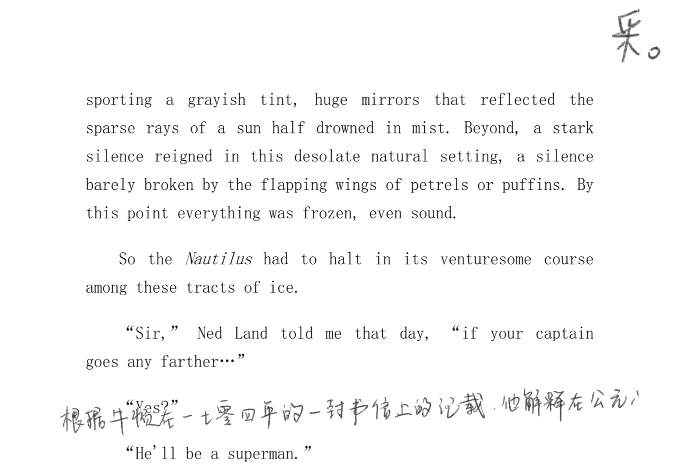 采。
sporting a grayish tint, huge mirrors that reflected the
sparse rays of a sun half drowned in mist. Beyond, a stark
silence reigned in this desolate natural setting, a silence
barely broken by the flapping wings of petrels or puffins. By
this point everything was frozen, even sound.
So the Nautilus had to halt in its venturesome course
among these tracts of ice.
“Sir,” Ned Land told me that day, “if your captain
goes any farther…”
“Yes?”
根据牛顿在一七零四年的一封书信上的记载,他解释在公元
“He'll be a superman.”